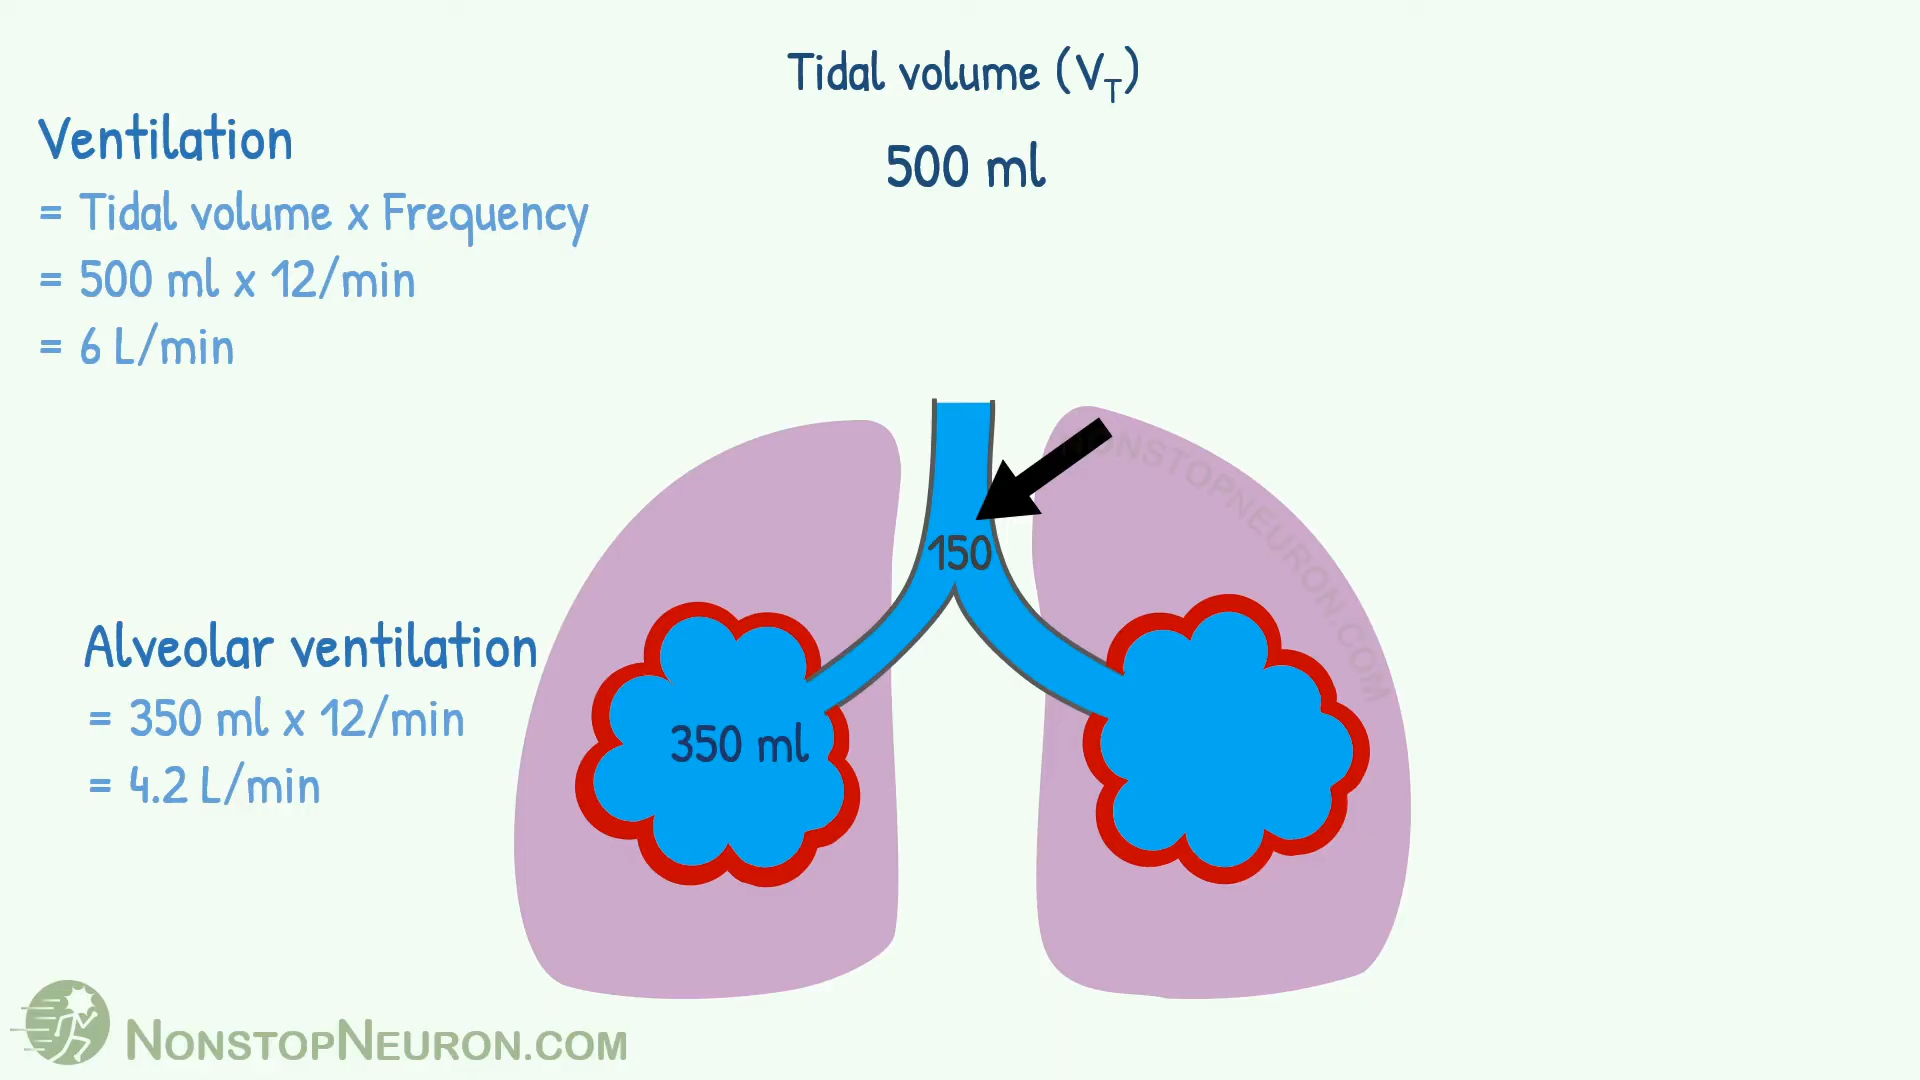 Tidal volume (VT)
500 ml
Ventilation
= Tidal volume x Frequency
= 500 ml x 12/min
= 6 L/min
NONSTOPNEURON.COM
150
Alveolar ventilation
= 350 ml x 12/min
= 4.2 L/min
350 ml
NONSTOPNEURON.COM